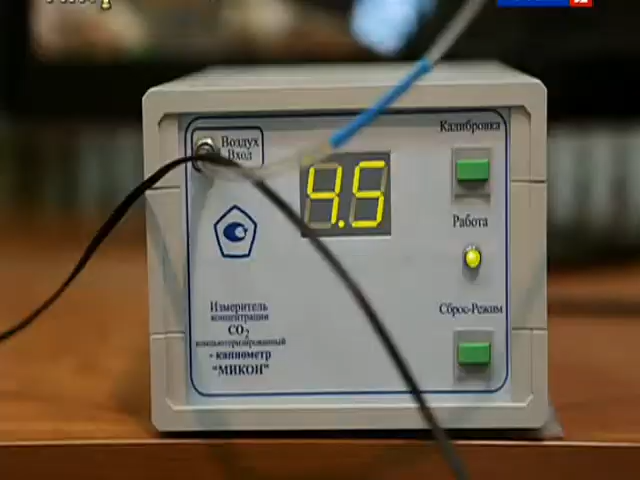 Калибровка
Воздух
Вход
4.5
Работа
Измеритель
концентрации
CO2
компьютеризированный
Сброс-Режим
- капнометр
"МИКОН"